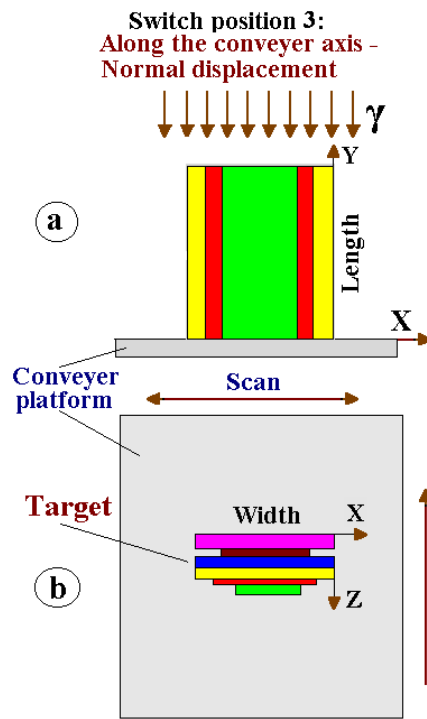 Switch position 3:
Along the conveyer axis -
Normal displacement
γ
Y
a
Length
X
Conveyer
platform
Scan
Target
Width
X
b
Z